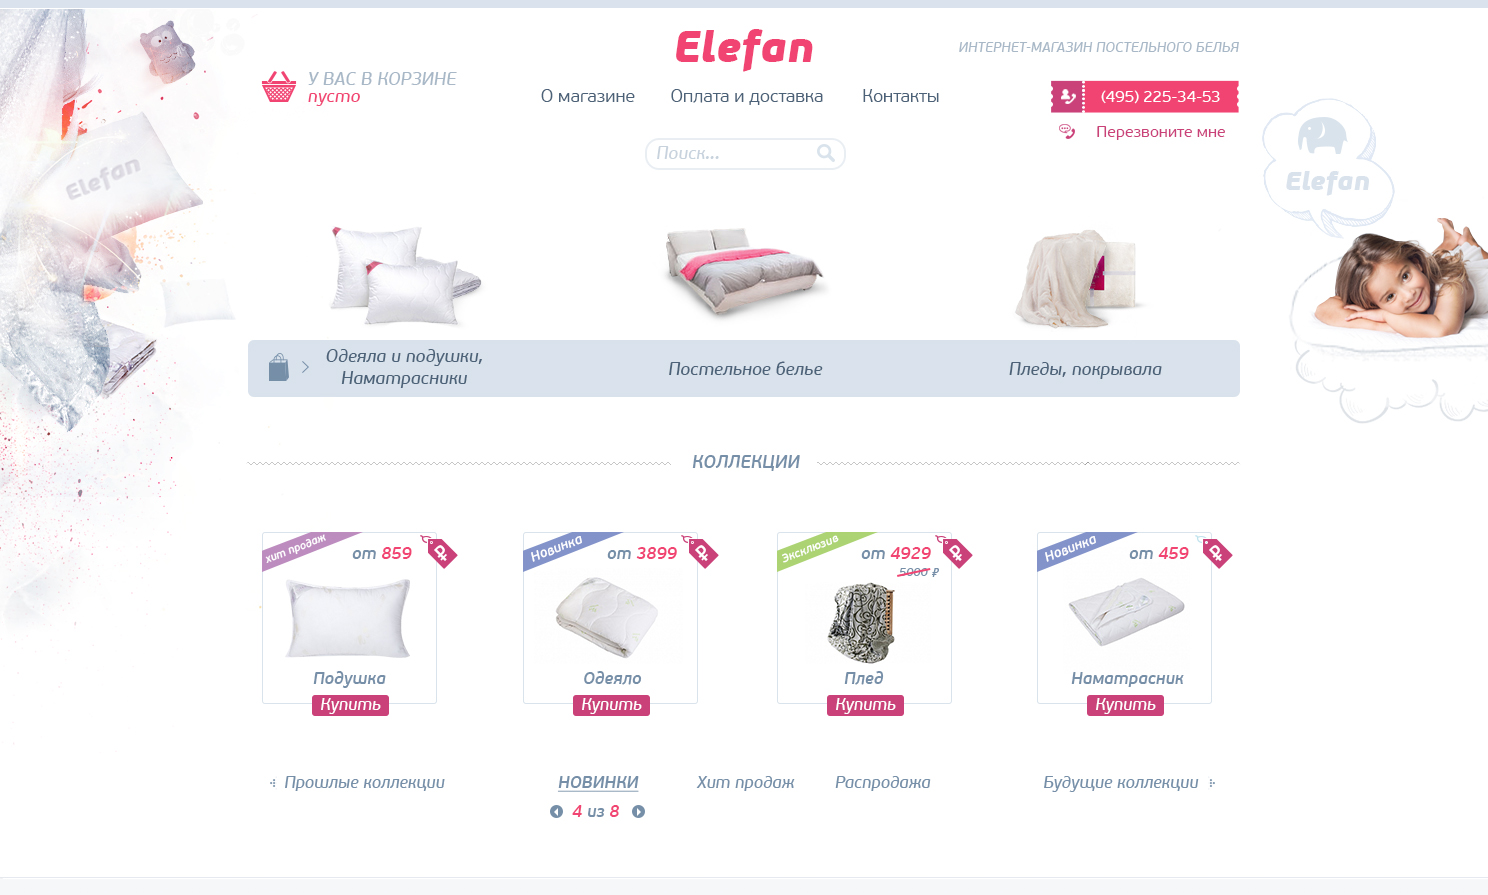 Elefan
ИНТЕРНЕТ-МАГАЗИН ПОСТЕЛЬНОГО БЕЛЬЯ
У ВАС В КОРЗИНЕ
пусто
О магазине Оплата и доставка Контакты
(495) 225-34-53
Перезвоните мне
Поиск...
Elefan
Elefan
Одеяла и подушки,
Наматрасники
Постельное белье
Пледы, покрывала
КОЛЛЕКЦИИ
хит продаж
от 859
Подушка
Купить
Новинка
от 3899
Одеяло
Купить
Эксклюзив
от 4929
5000 ₽
Плед
Купить
Новинка
от 459
Наматрасник
Купить
Прошлые коллекции НОВИНКИ Хит продаж Распродажа Будущие коллекции
4 из 8